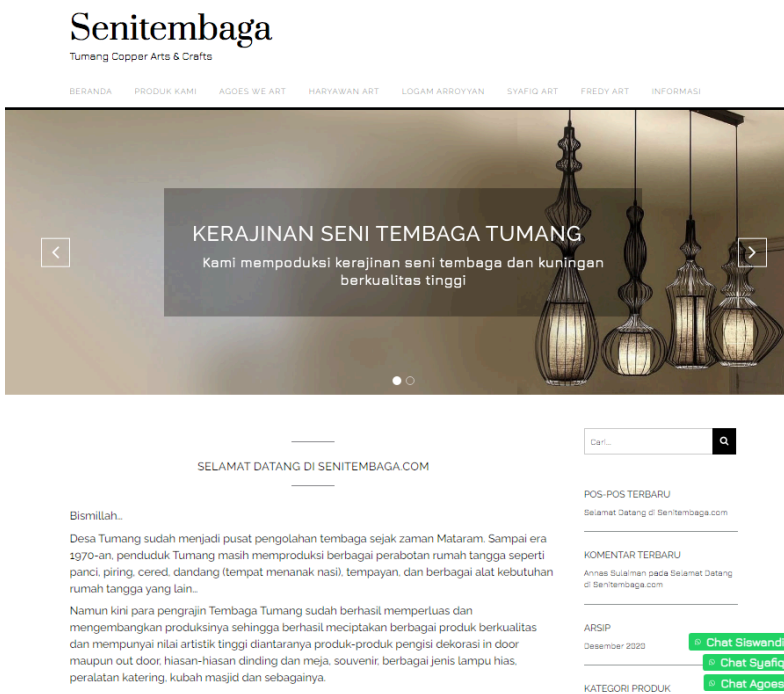 Senitembaga
Tumang Copper Arts & Crafts
BERANDA PRODUK KAMI AGOES WE ART HARYAWAN ART LOGAM ARROYYAN SYAFIQ ART FREDY ART INFORMASI
KERAJINAN SENI TEMBAGA TUMANG
Kami mempoduksi kerajinan seni tembaga dan kuningan
berkualitas tinggi
SELAMAT DATANG DI SENITEMBAGA.COM
Bismillah...
Desa Tumang sudah menjadi pusat pengolahan tembaga sejak zaman Mataram. Sampai era
1970-an, penduduk Tumang masih memproduksi berbagai perabotan rumah tangga seperti
panci, piring, cered, dandang (tempat menanak nasi), tempayan, dan berbagai alat kebutuhan
rumah tangga yang lain...
Namun kini para pengrajin Tembaga Tumang sudah berhasil memperluas dan
mengembangkan produksinya sehingga berhasil meciptakan berbagai produk berkualitas
dan mempunyai nilai artistik tinggi diantaranya produk-produk pengisi dekorasi in door
maupun out door, hiasan-hiasan dinding dan meja, souvenir, berbagai jenis lampu hias,
peralatan katering, kubah masjid dan sebagainya.
Cari...
POS-POS TERBARU
Selamat Datang di Senitembaga.com
KOMENTAR TERBARU
Annas Sulaiman pada Selamat Datang
di Senitembaga.com
ARSIP
Desember 2020
KATEGORI PRODUK
Chat Siswandi
Chat Syafiq
Chat Agoes